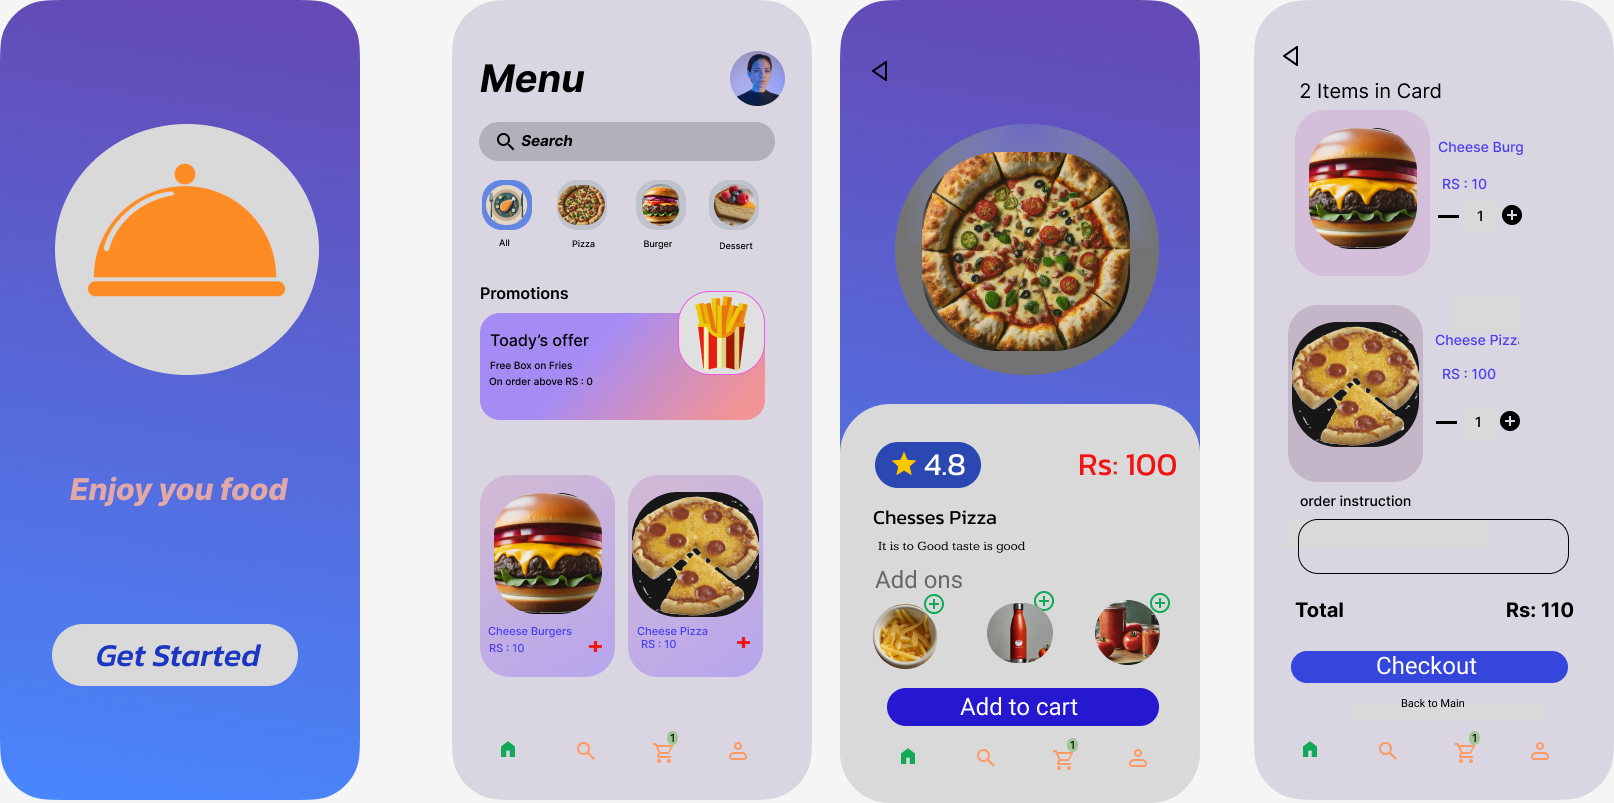 Enjoy you food
Get Started
Menu
Search
All
Pizza
Burger
Dessert
Promotions
Toady's offer
Free Box on Fries
On order above RS : 0
Cheese Burgers
RS : 10
Cheese Pizza
RS : 10
1
4.8
Rs: 100
Chesses Pizza
It is to Good taste is good
Add ons
Add to cart
1
2 Items in Card
Cheese Burg
RS : 10
1
Cheese Pizza
RS : 100
1
order instruction
Total
Rs: 110
Checkout
Back to Main
1